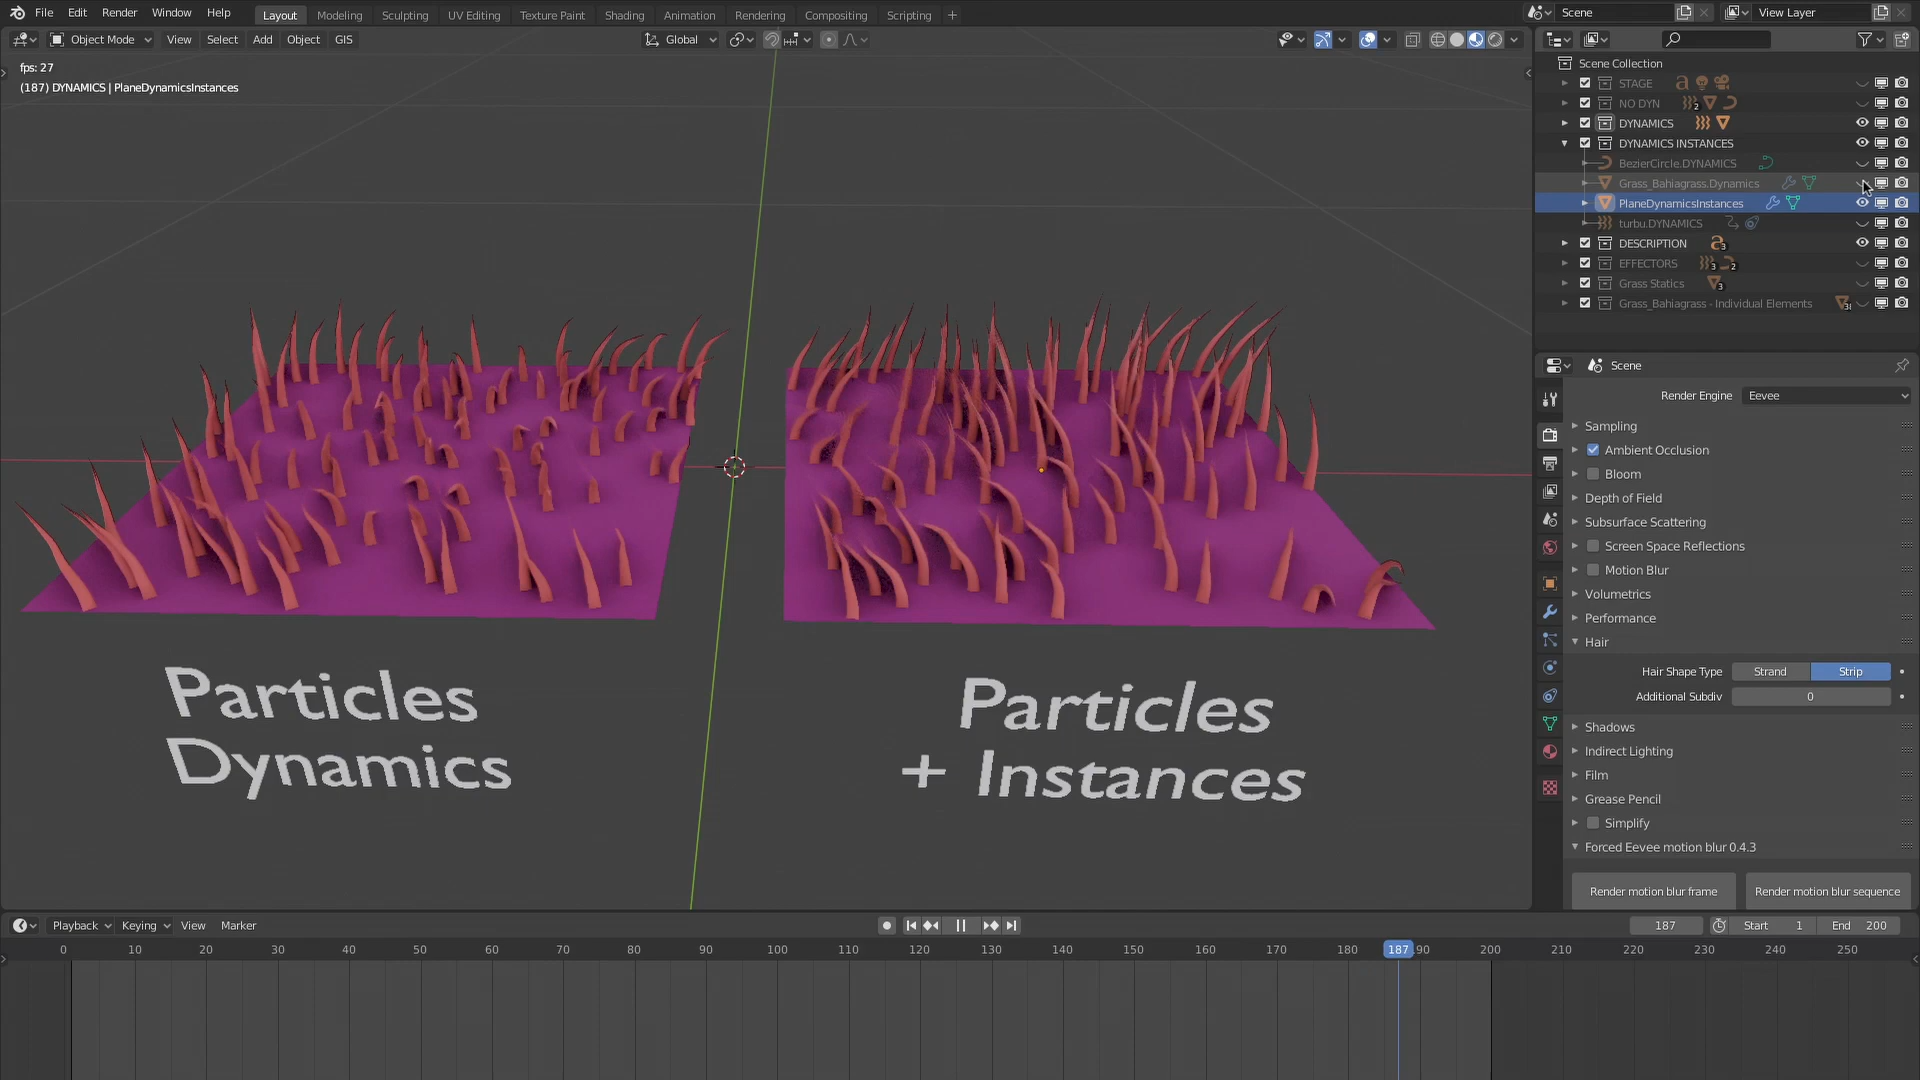 File Edit Render Window Help
Layout Modeling Sculpting UV Editing Texture Paint Shading Animation Rendering Compositing Scripting +
Scene View Layer
Object Mode View Select Add Object GIS
Global
fps: 27
(187) DYNAMICS | PlaneDynamicsInstances
Particles
Dynamics
Particles
+ Instances
Scene Collection
STAGE
NO DYN 2
DYNAMICS
DYNAMICS INSTANCES
BezierCircle.DYNAMICS
Grass_Bahiagrass.Dynamics
PlaneDynamicsInstances
turbu.DYNAMICS
DESCRIPTION 3
EFFECTORS 3 2
Grass Statics 3
Grass_Bahiagrass - Individual Elements
Scene
Render Engine Eevee
Sampling
Ambient Occlusion
Bloom
Depth of Field
Subsurface Scattering
Screen Space Reflections
Motion Blur
Volumetrics
Performance
Hair
Hair Shape Type Strand Strip
Additional Subdiv 0
Shadows
Indirect Lighting
Film
Grease Pencil
Simplify
Forced Eevee motion blur 0.4.3
Render motion blur frame Render motion blur sequence
Playback Keying View Marker
187 Start 1 End 200
0 10 20 30 40 50 60 70 80 90 100 110 120 130 140 150 160 170 180 187 90 200 210 220 230 240 250